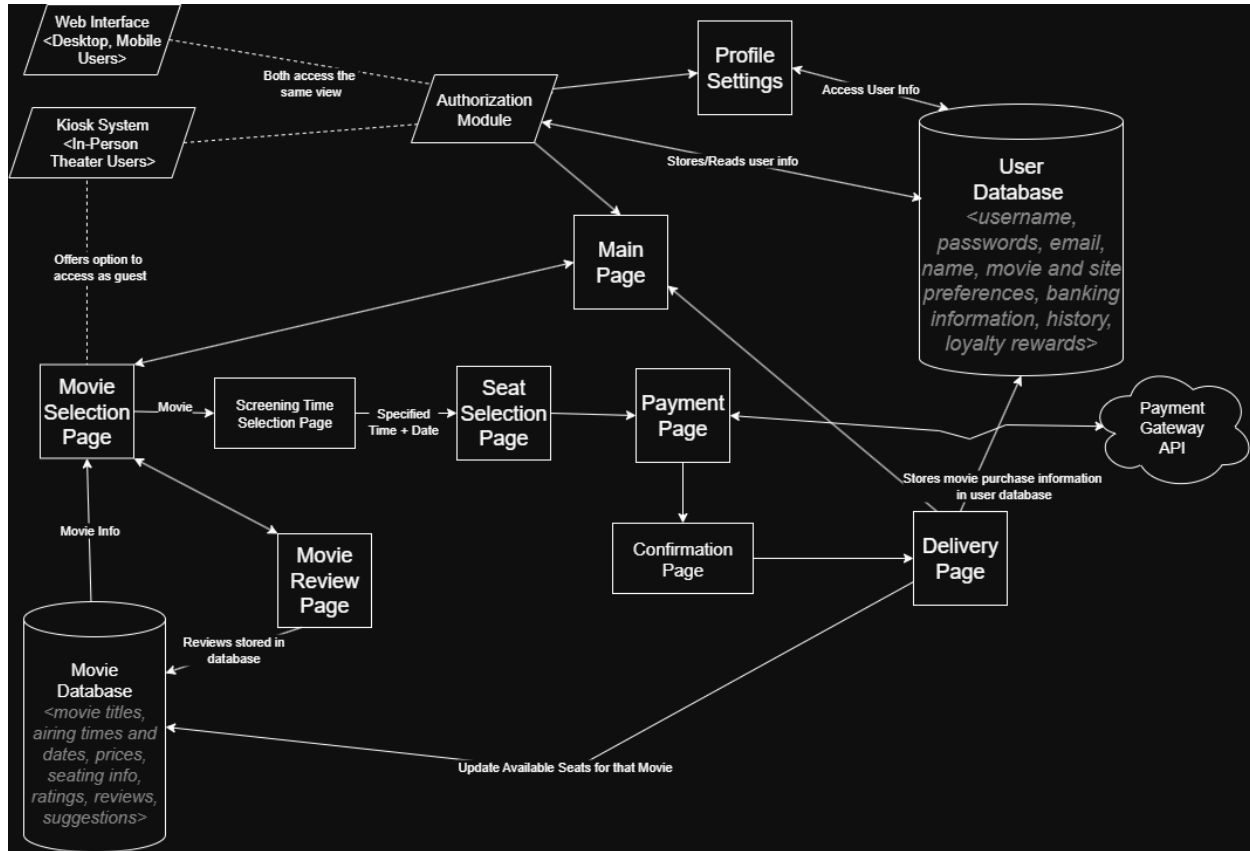 Web Interface
<Desktop, Mobile
Users>
Both access the
same view
Authorization
Module
Profile
Settings
Access User Info
Kiosk System
<In-Person
Theater Users>
Stores/Reads user info
User
Database
<username,
passwords, email,
name, movie and site
preferences, banking
information, history,
loyalty rewards>
Offers option to
access as guest
Main
Page
Movie
Selection
Page
Movie
Screening Time
Selection Page
Specified
Time + Date
Seat
Selection
Page
Payment
Page
Payment
Gateway
API
Stores movie purchase information
in user database
Movie Info
Movie
Review
Page
Confirmation
Page
Delivery
Page
Reviews stored in
database
Movie
Database
<movie titles,
airing times and
dates, prices,
seating info,
ratings, reviews,
suggestions>
Update Available Seats for that Movie